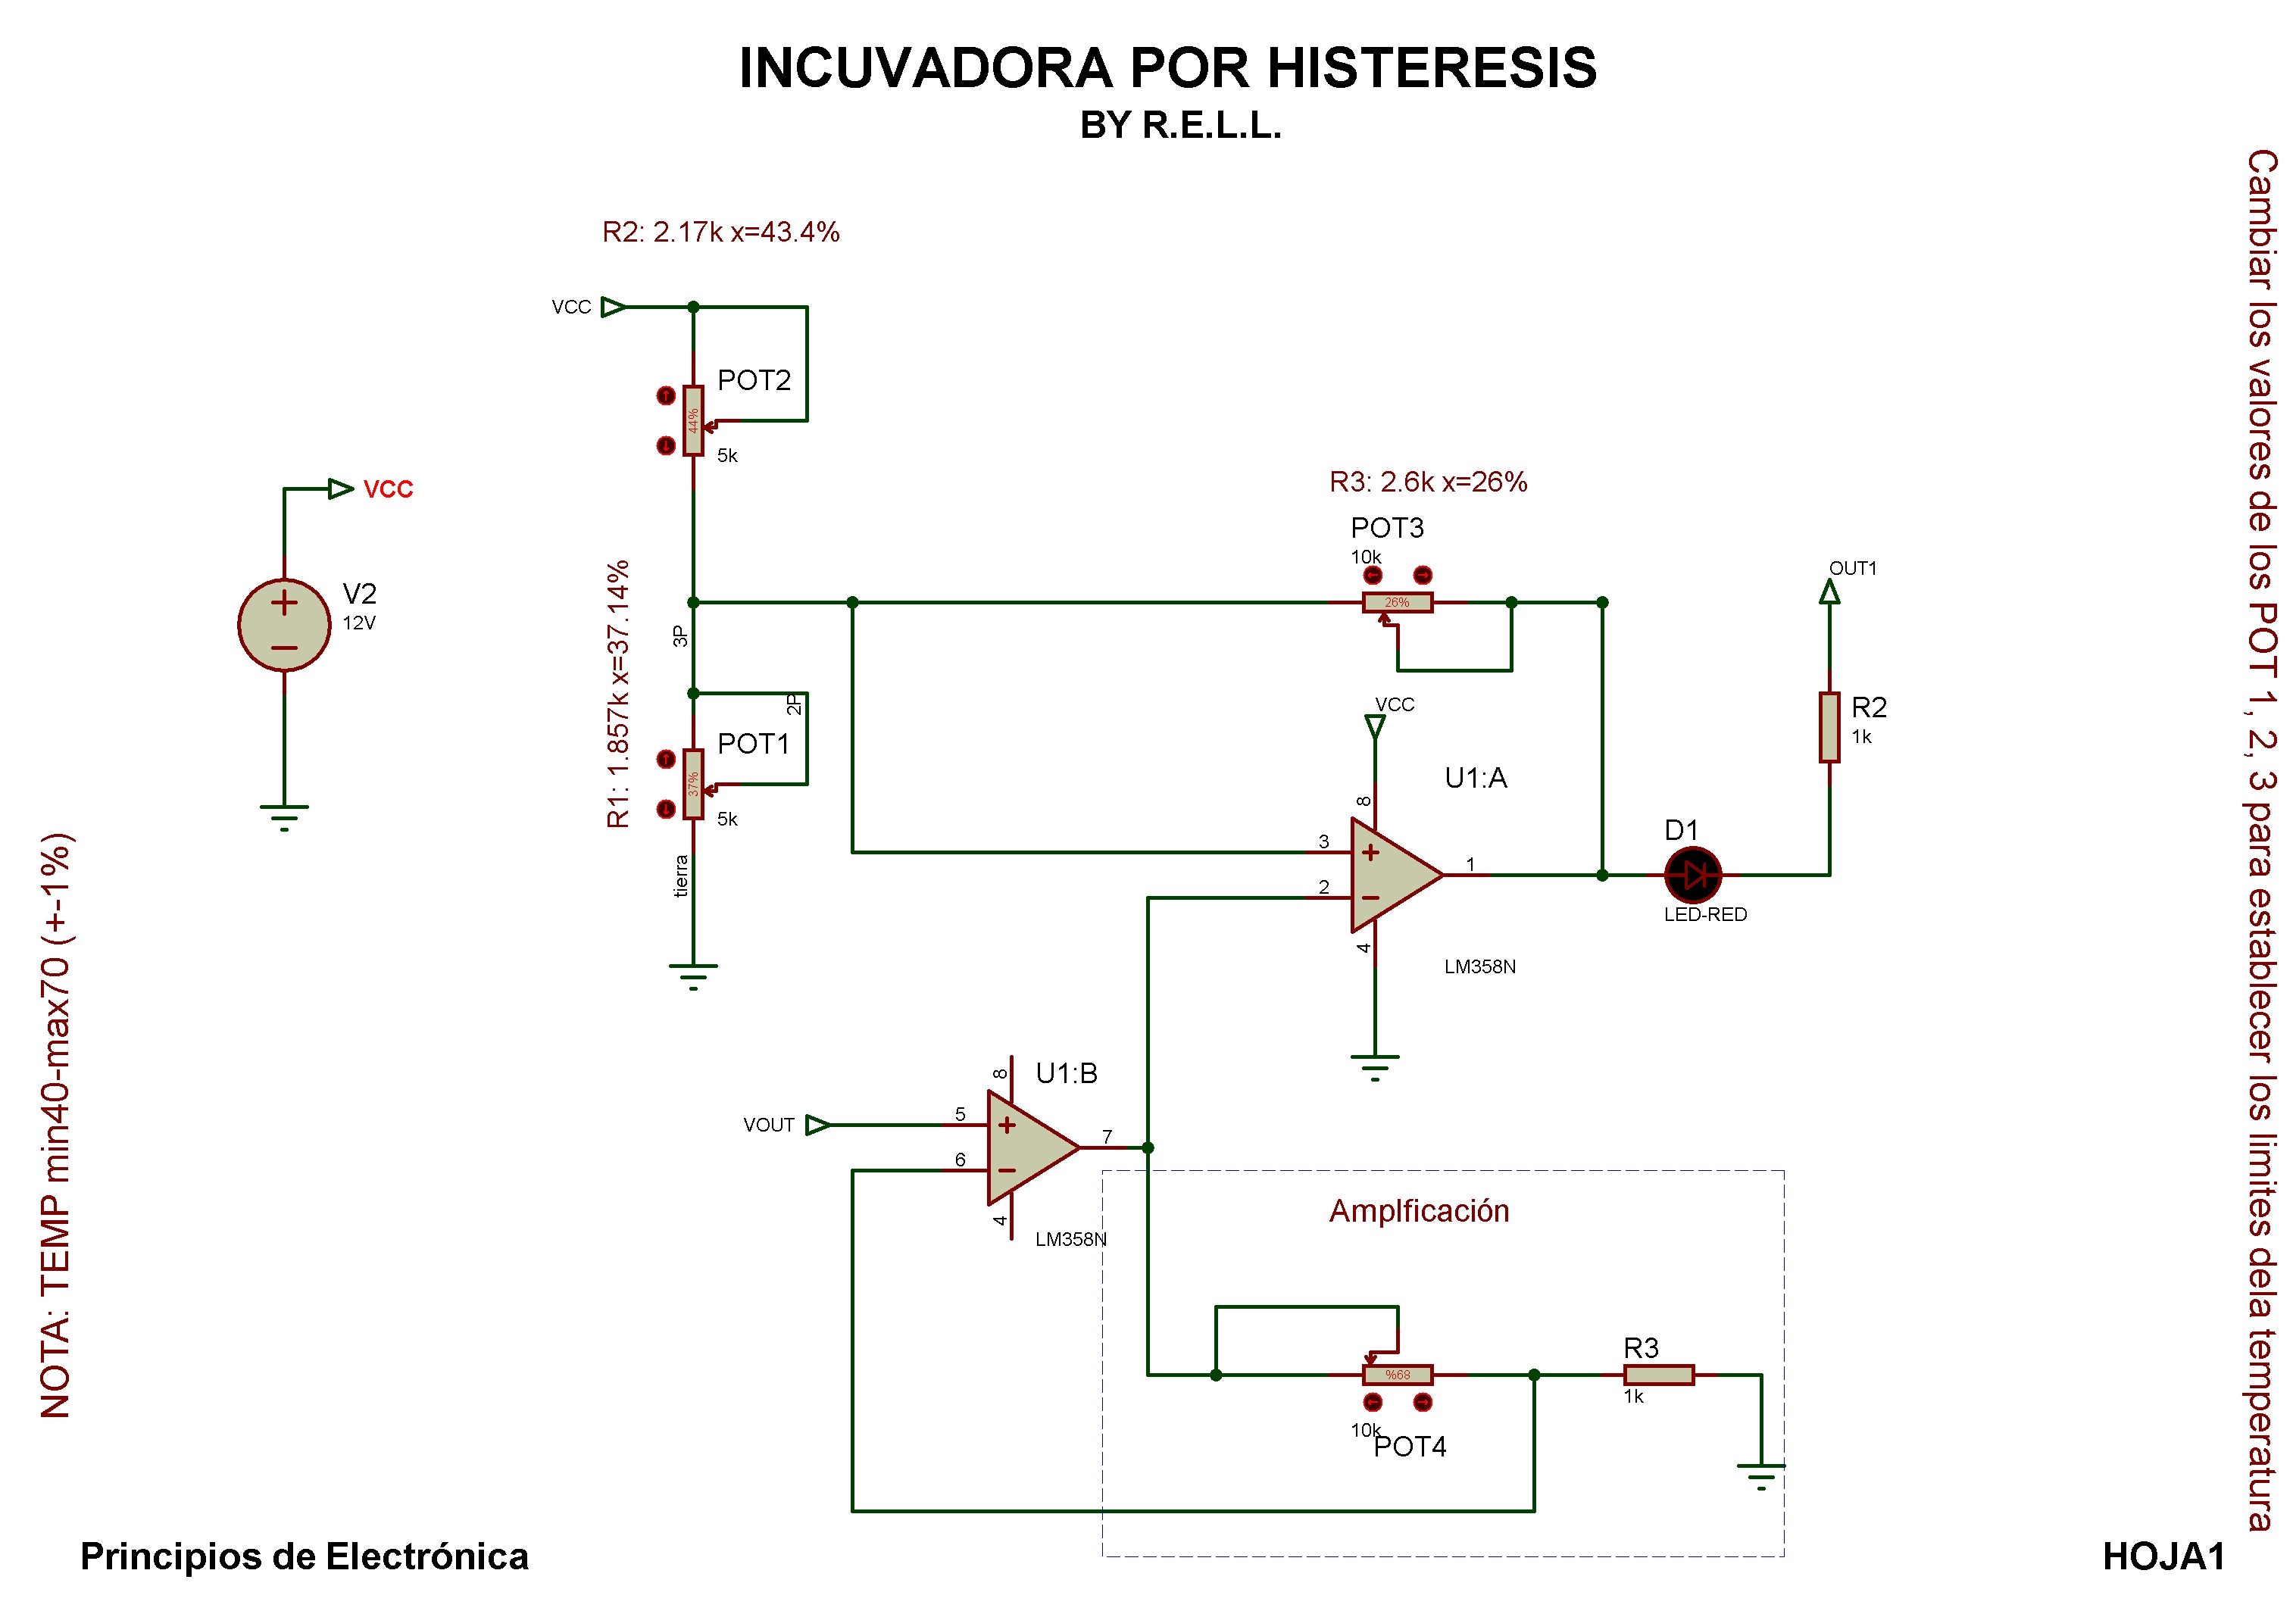 INCUVADORA POR HISTERESIS
BY R.E.L.L.
Cambiar los valores de los POT 1, 2, 3 para establecer los limites dela temperatura
R2: 2.17k x=43.4%
VCC
POT2
44%
5k
VCC
V2
12V
R3: 2.6k x=26%
POT3
10k
26%
OUT1
R1: 1.857k x=37.14%
3P
2P
POT1
37%
5k
tierra
VCC
R2
1k
U1:A
8
3
2
1
4
LM358N
D1
LED-RED
NOTA: TEMP min40-max70 (+-1%)
U1:B
8
VOUT
5
6
7
4
LM358N
Amplficación
%68
10k
POT4
R3
1k
Principios de Electrónica
HOJA1